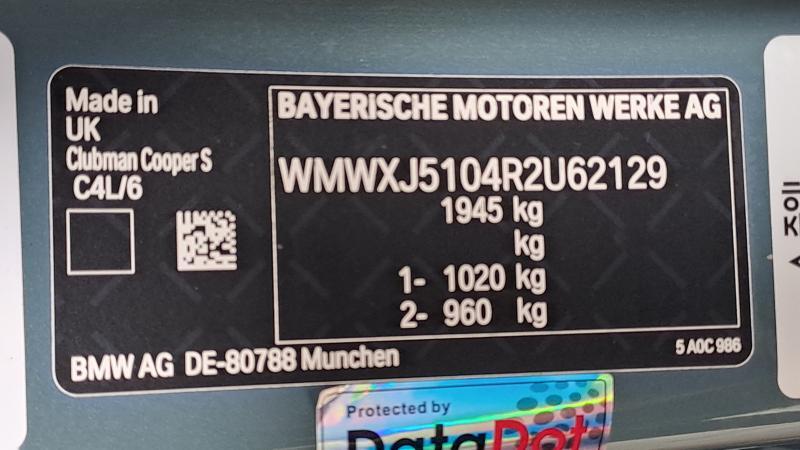 Made in
UK
Clubman Cooper S
C4L/6
BAYERISCHE MOTOREN WERKE AG
WMWXJ5104R2U62129
1945 kg
kg
1- 1020 kg
2- 960 kg
BMW AG DE-80788 Munchen
5 A0C 986
Protected by
DataDot